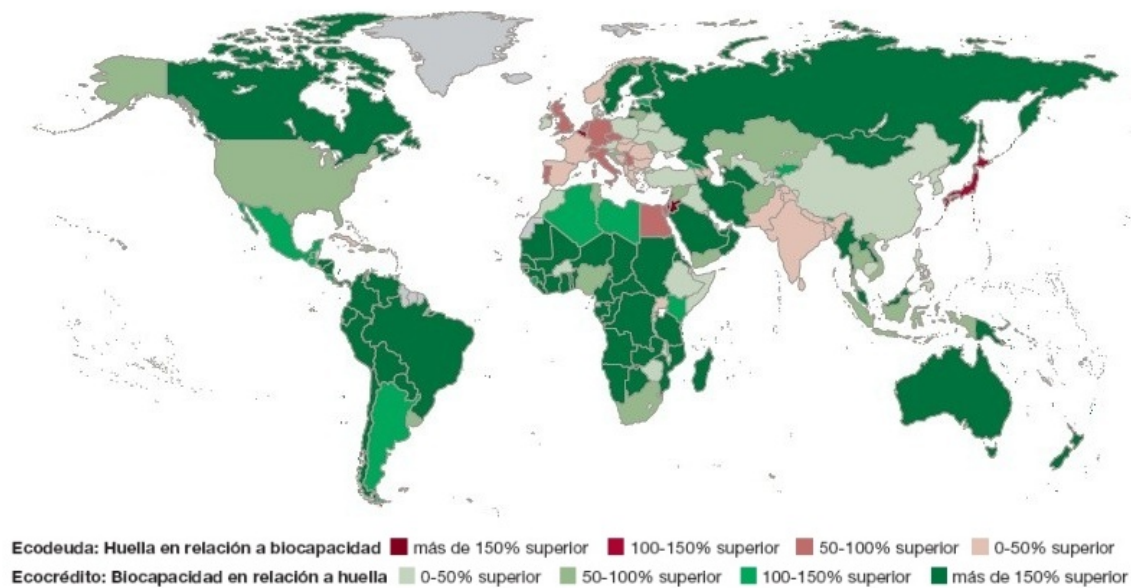 Ecodeuda: Huella en relación a biocapacidad más de 150% superior 100-150% superior 50-100% superior 0-50% superior
Ecocrédito: Biocapacidad en relación a huella 0-50% superior 50-100% superior 100-150% superior más de 150% superior